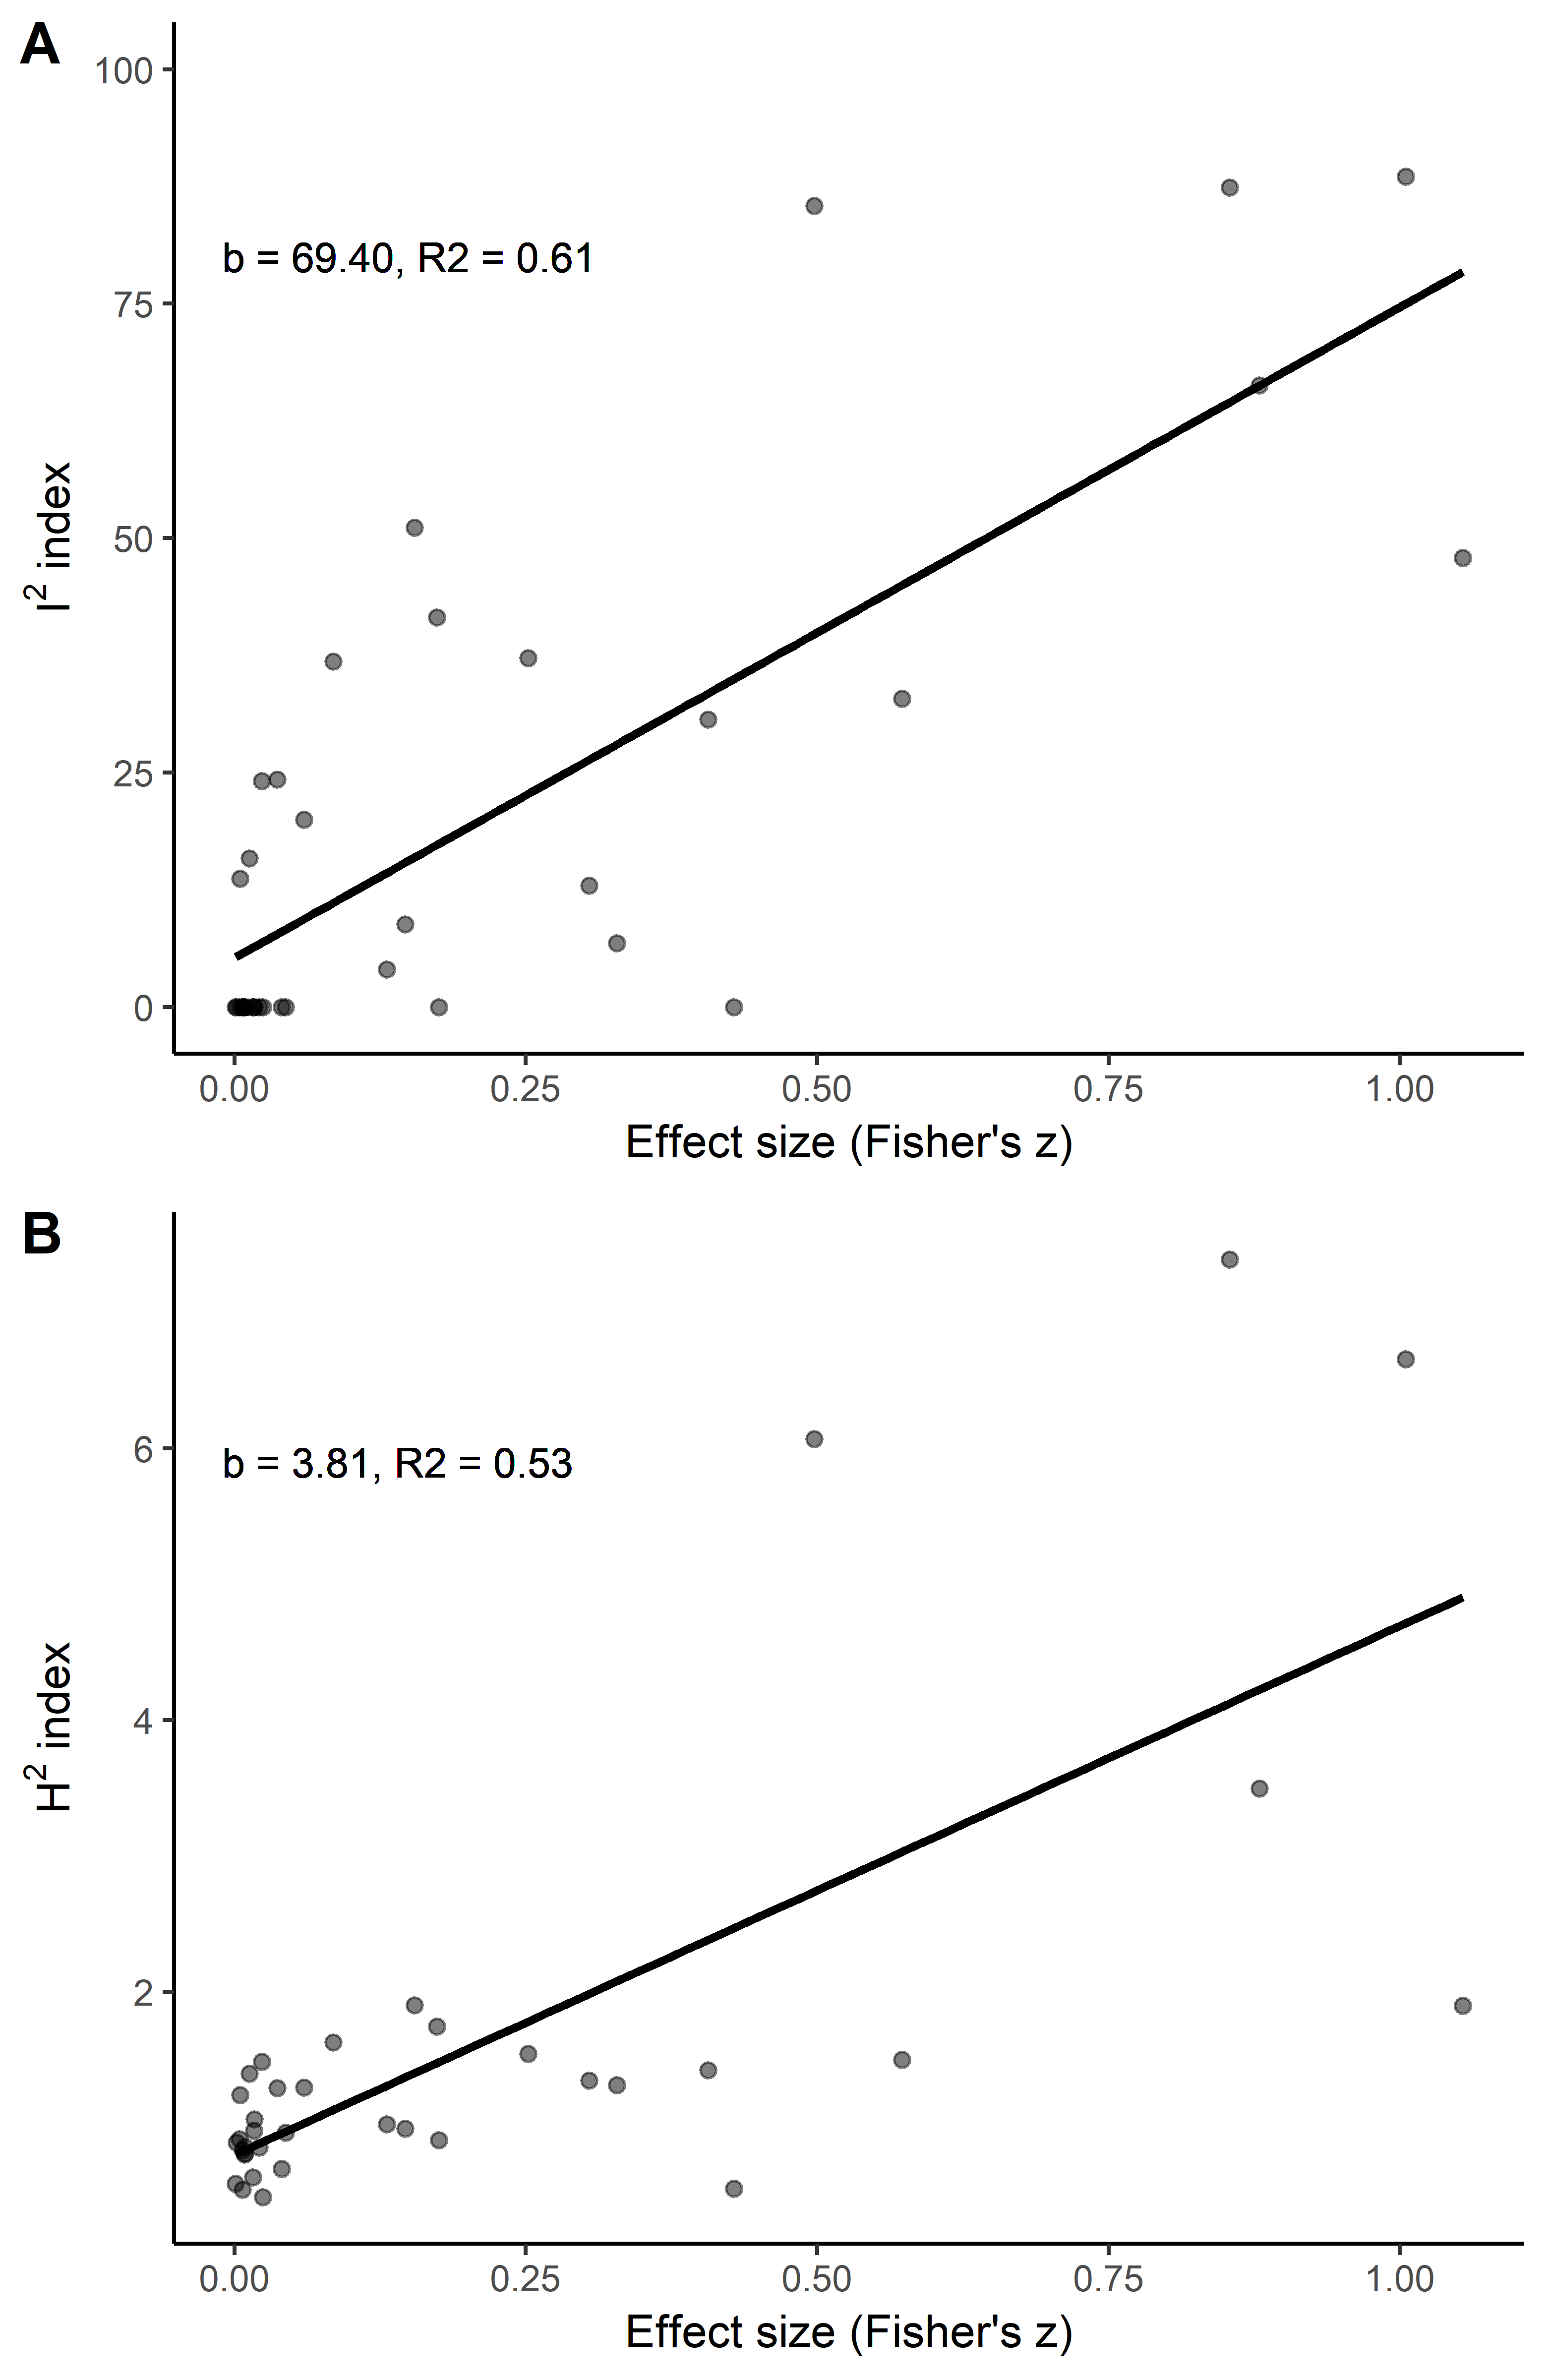 A
100
75
50
25
0
I² index
b = 69.40, R2 = 0.61
0.00 0.25 0.50 0.75 1.00
Effect size (Fisher's z)
B
6
4
2
H² index
b = 3.81, R2 = 0.53
0.00 0.25 0.50 0.75 1.00
Effect size (Fisher's z)